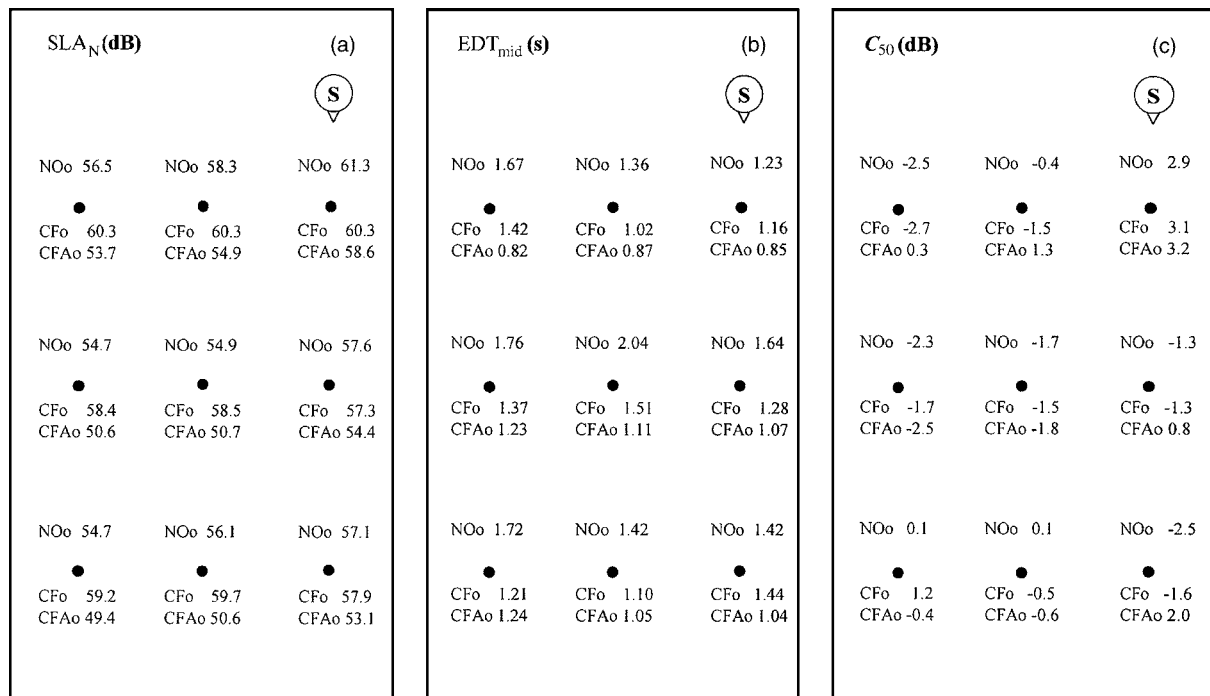 SLA_N (dB) (a)
S
NOo 56.5 NOo 58.3 NOo 61.3
CFo 60.3 CFo 60.3 CFo 60.3
CFAo 53.7 CFAo 54.9 CFAo 58.6
NOo 54.7 NOo 54.9 NOo 57.6
CFo 58.4 CFo 58.5 CFo 57.3
CFAo 50.6 CFAo 50.7 CFAo 54.4
NOo 54.7 NOo 56.1 NOo 57.1
CFo 59.2 CFo 59.7 CFo 57.9
CFAo 49.4 CFAo 50.6 CFAo 53.1
EDT_mid (s) (b)
S
NOo 1.67 NOo 1.36 NOo 1.23
CFo 1.42 CFo 1.02 CFo 1.16
CFAo 0.82 CFAo 0.87 CFAo 0.85
NOo 1.76 NOo 2.04 NOo 1.64
CFo 1.37 CFo 1.51 CFo 1.28
CFAo 1.23 CFAo 1.11 CFAo 1.07
NOo 1.72 NOo 1.42 NOo 1.42
CFo 1.21 CFo 1.10 CFo 1.44
CFAo 1.24 CFAo 1.05 CFAo 1.04
C_50 (dB) (c)
S
NOo -2.5 NOo -0.4 NOo 2.9
CFo -2.7 CFo -1.5 CFo 3.1
CFAo 0.3 CFAo 1.3 CFAo 3.2
NOo -2.3 NOo -1.7 NOo -1.3
CFo -1.7 CFo -1.5 CFo -1.3
CFAo -2.5 CFAo -1.8 CFAo 0.8
NOo 0.1 NOo 0.1 NOo -2.5
CFo 1.2 CFo -0.5 CFo -1.6
CFAo -0.4 CFAo -0.6 CFAo 2.0